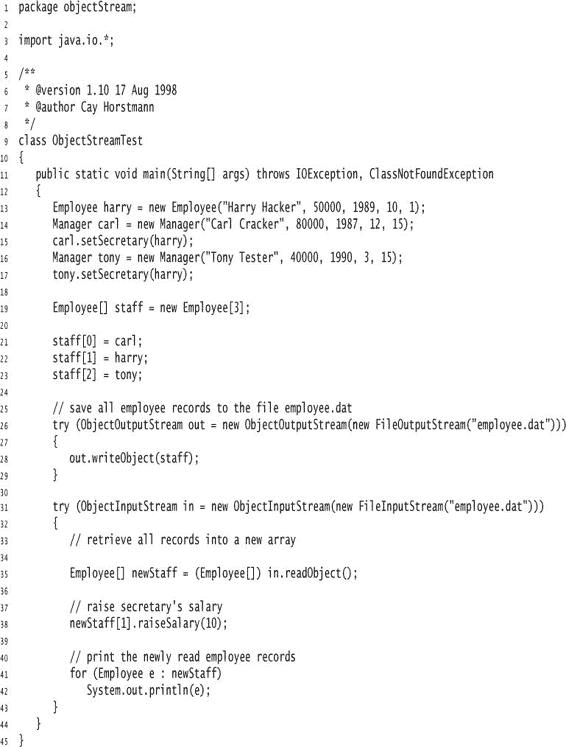 1 package objectStream;
2
3 import java.io.*;
4
5 /**
6  * @version 1.10 17 Aug 1998
7  * @author Cay Horstmann
8  */
9 class ObjectStreamTest
10 {
11    public static void main(String[] args) throws IOException, ClassNotFoundException
12    {
13       Employee harry = new Employee("Harry Hacker", 50000, 1989, 10, 1);
14       Manager carl = new Manager("Carl Cracker", 80000, 1987, 12, 15);
15       carl.setSecretary(harry);
16       Manager tony = new Manager("Tony Tester", 40000, 1990, 3, 15);
17       tony.setSecretary(harry);
18
19       Employee[] staff = new Employee[3];
20
21       staff[0] = carl;
22       staff[1] = harry;
23       staff[2] = tony;
24
25       // save all employee records to the file employee.dat
26       try (ObjectOutputStream out = new ObjectOutputStream(new FileOutputStream("employee.dat")))
27       {
28          out.writeObject(staff);
29       }
30
31       try (ObjectInputStream in = new ObjectInputStream(new FileInputStream("employee.dat")))
32       {
33          // retrieve all records into a new array
34
35          Employee[] newStaff = (Employee[]) in.readObject();
36
37          // raise secretary's salary
38          newStaff[1].raiseSalary(10);
39
40          // print the newly read employee records
41          for (Employee e : newStaff)
42             System.out.println(e);
43       }
44    }
45 }